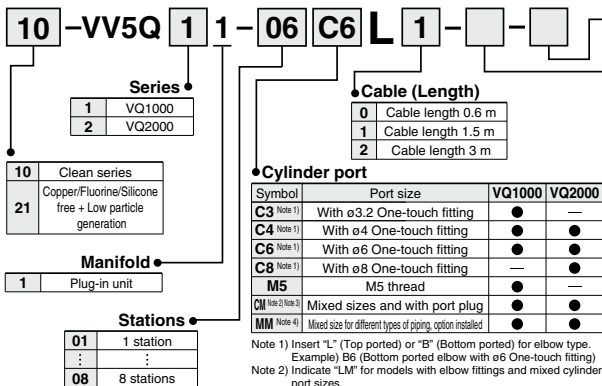 10 –VV5Q 1 1 – 06 C6 L 1 – –
Series
1 VQ1000
2 VQ2000
10 Clean series
21 Copper/Fluorine/Silicone free + Low particle generation
Manifold
1 Plug-in unit
Stations
01 1 station
⋮ ⋮
08 8 stations
Cable (Length)
0 Cable length 0.6 m
1 Cable length 1.5 m
2 Cable length 3 m
Cylinder port
Symbol Port size VQ1000 VQ2000
C3 Note 1) With ø3.2 One-touch fitting ● —
C4 Note 1) With ø4 One-touch fitting ● ●
C6 Note 1) With ø6 One-touch fitting ● ●
C8 Note 1) With ø8 One-touch fitting — ●
M5 M5 thread ● —
CM Note 2) Note 3) Mixed sizes and with port plug ● ●
MM Note 4) Mixed size for different types of piping, option installed ● ●
Note 1) Insert "L" (Top ported) or "B" (Bottom ported) for elbow type.
Example) B6 (Bottom ported elbow with ø6 One-touch fitting)
Note 2) Indicate "LM" for models with elbow fittings and mixed cylinder
port sizes.